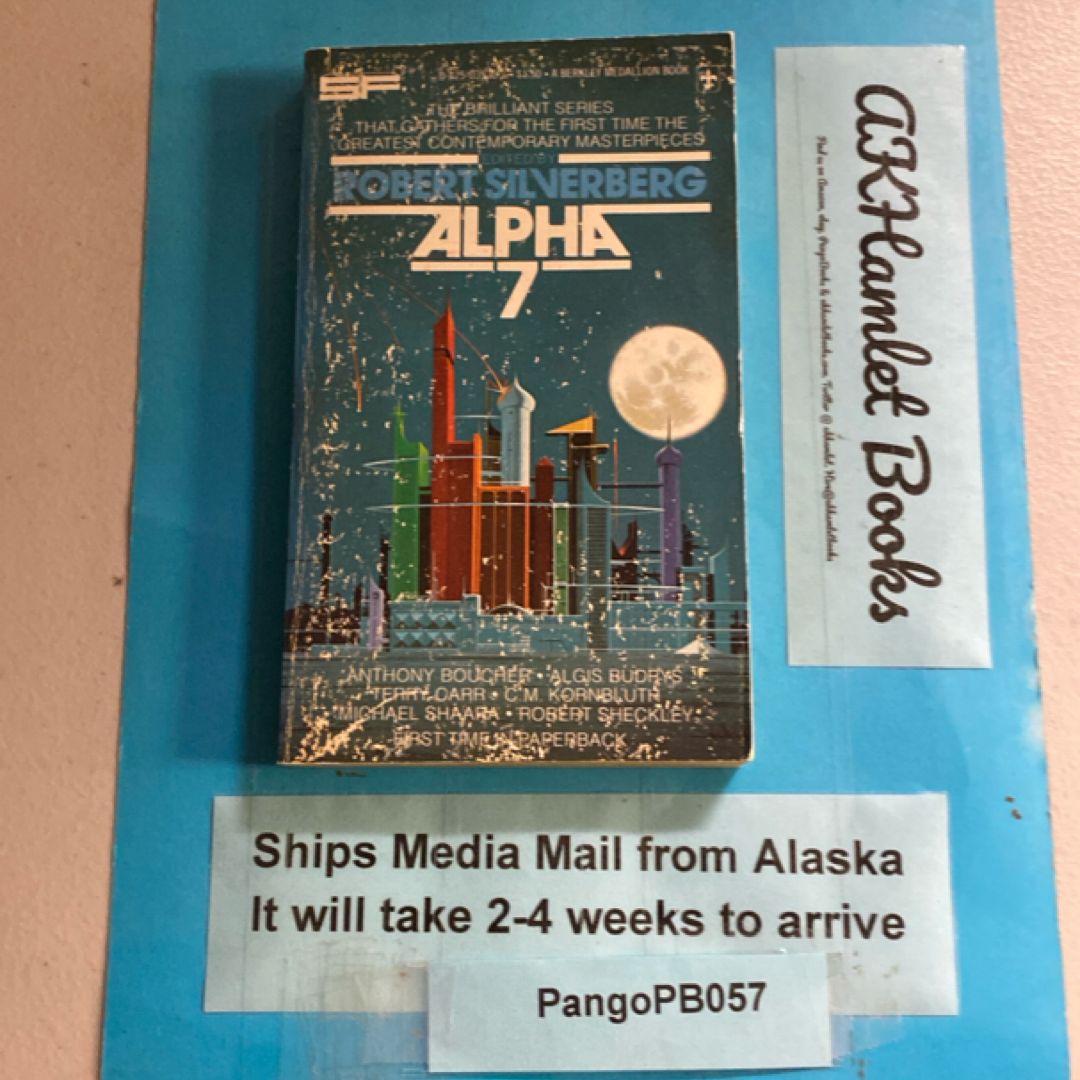 SF
$1.50 • A BERKLEY MEDALLION BOOK
THE BRILLIANT SERIES
THAT GATHERS FOR THE FIRST TIME THE
GREATEST CONTEMPORARY MASTERPIECES
EDITED BY
ROBERT SILVERBERG
ALPHA
7
ANTHONY BOUCHER • ALGIS BUDRYS
TERRY CARR • C.M. KORNBLUTH
MICHAEL SHAARA • ROBERT SHECKLEY
FIRST TIME IN PAPERBACK
AKHamlet Books
Ships Media Mail from Alaska
It will take 2-4 weeks to arrive
PangoPB057